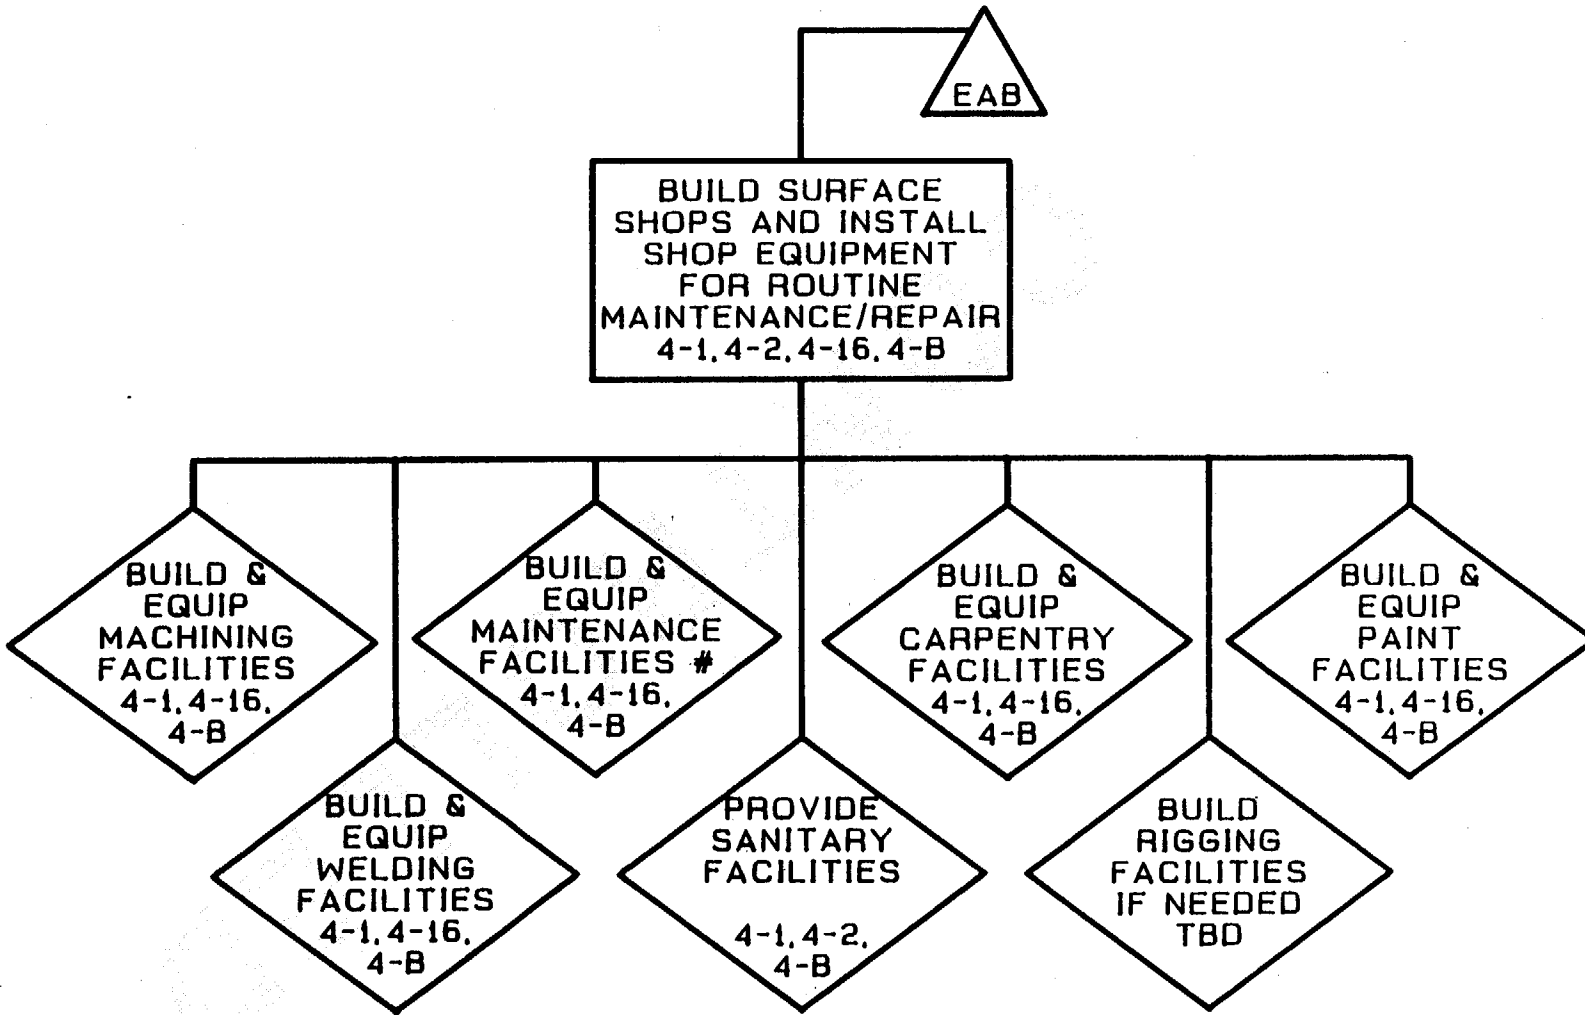 EAB
BUILD SURFACE
SHOPS AND INSTALL
SHOP EQUIPMENT
FOR ROUTINE
MAINTENANCE/REPAIR
4-1,4-2,4-16,4-B
BUILD &
EQUIP
MACHINING
FACILITIES
4-1,4-16,
4-B
BUILD &
EQUIP
MAINTENANCE
FACILITIES #
4-1,4-16,
4-B
BUILD &
EQUIP
CARPENTRY
FACILITIES
4-1,4-16,
4-B
BUILD &
EQUIP
PAINT
FACILITIES
4-1,4-16,
4-B
BUILD &
EQUIP
WELDING
FACILITIES
4-1,4-16,
4-B
PROVIDE
SANITARY
FACILITIES
4-1,4-2,
4-B
BUILD
RIGGING
FACILITIES
IF NEEDED
TBD